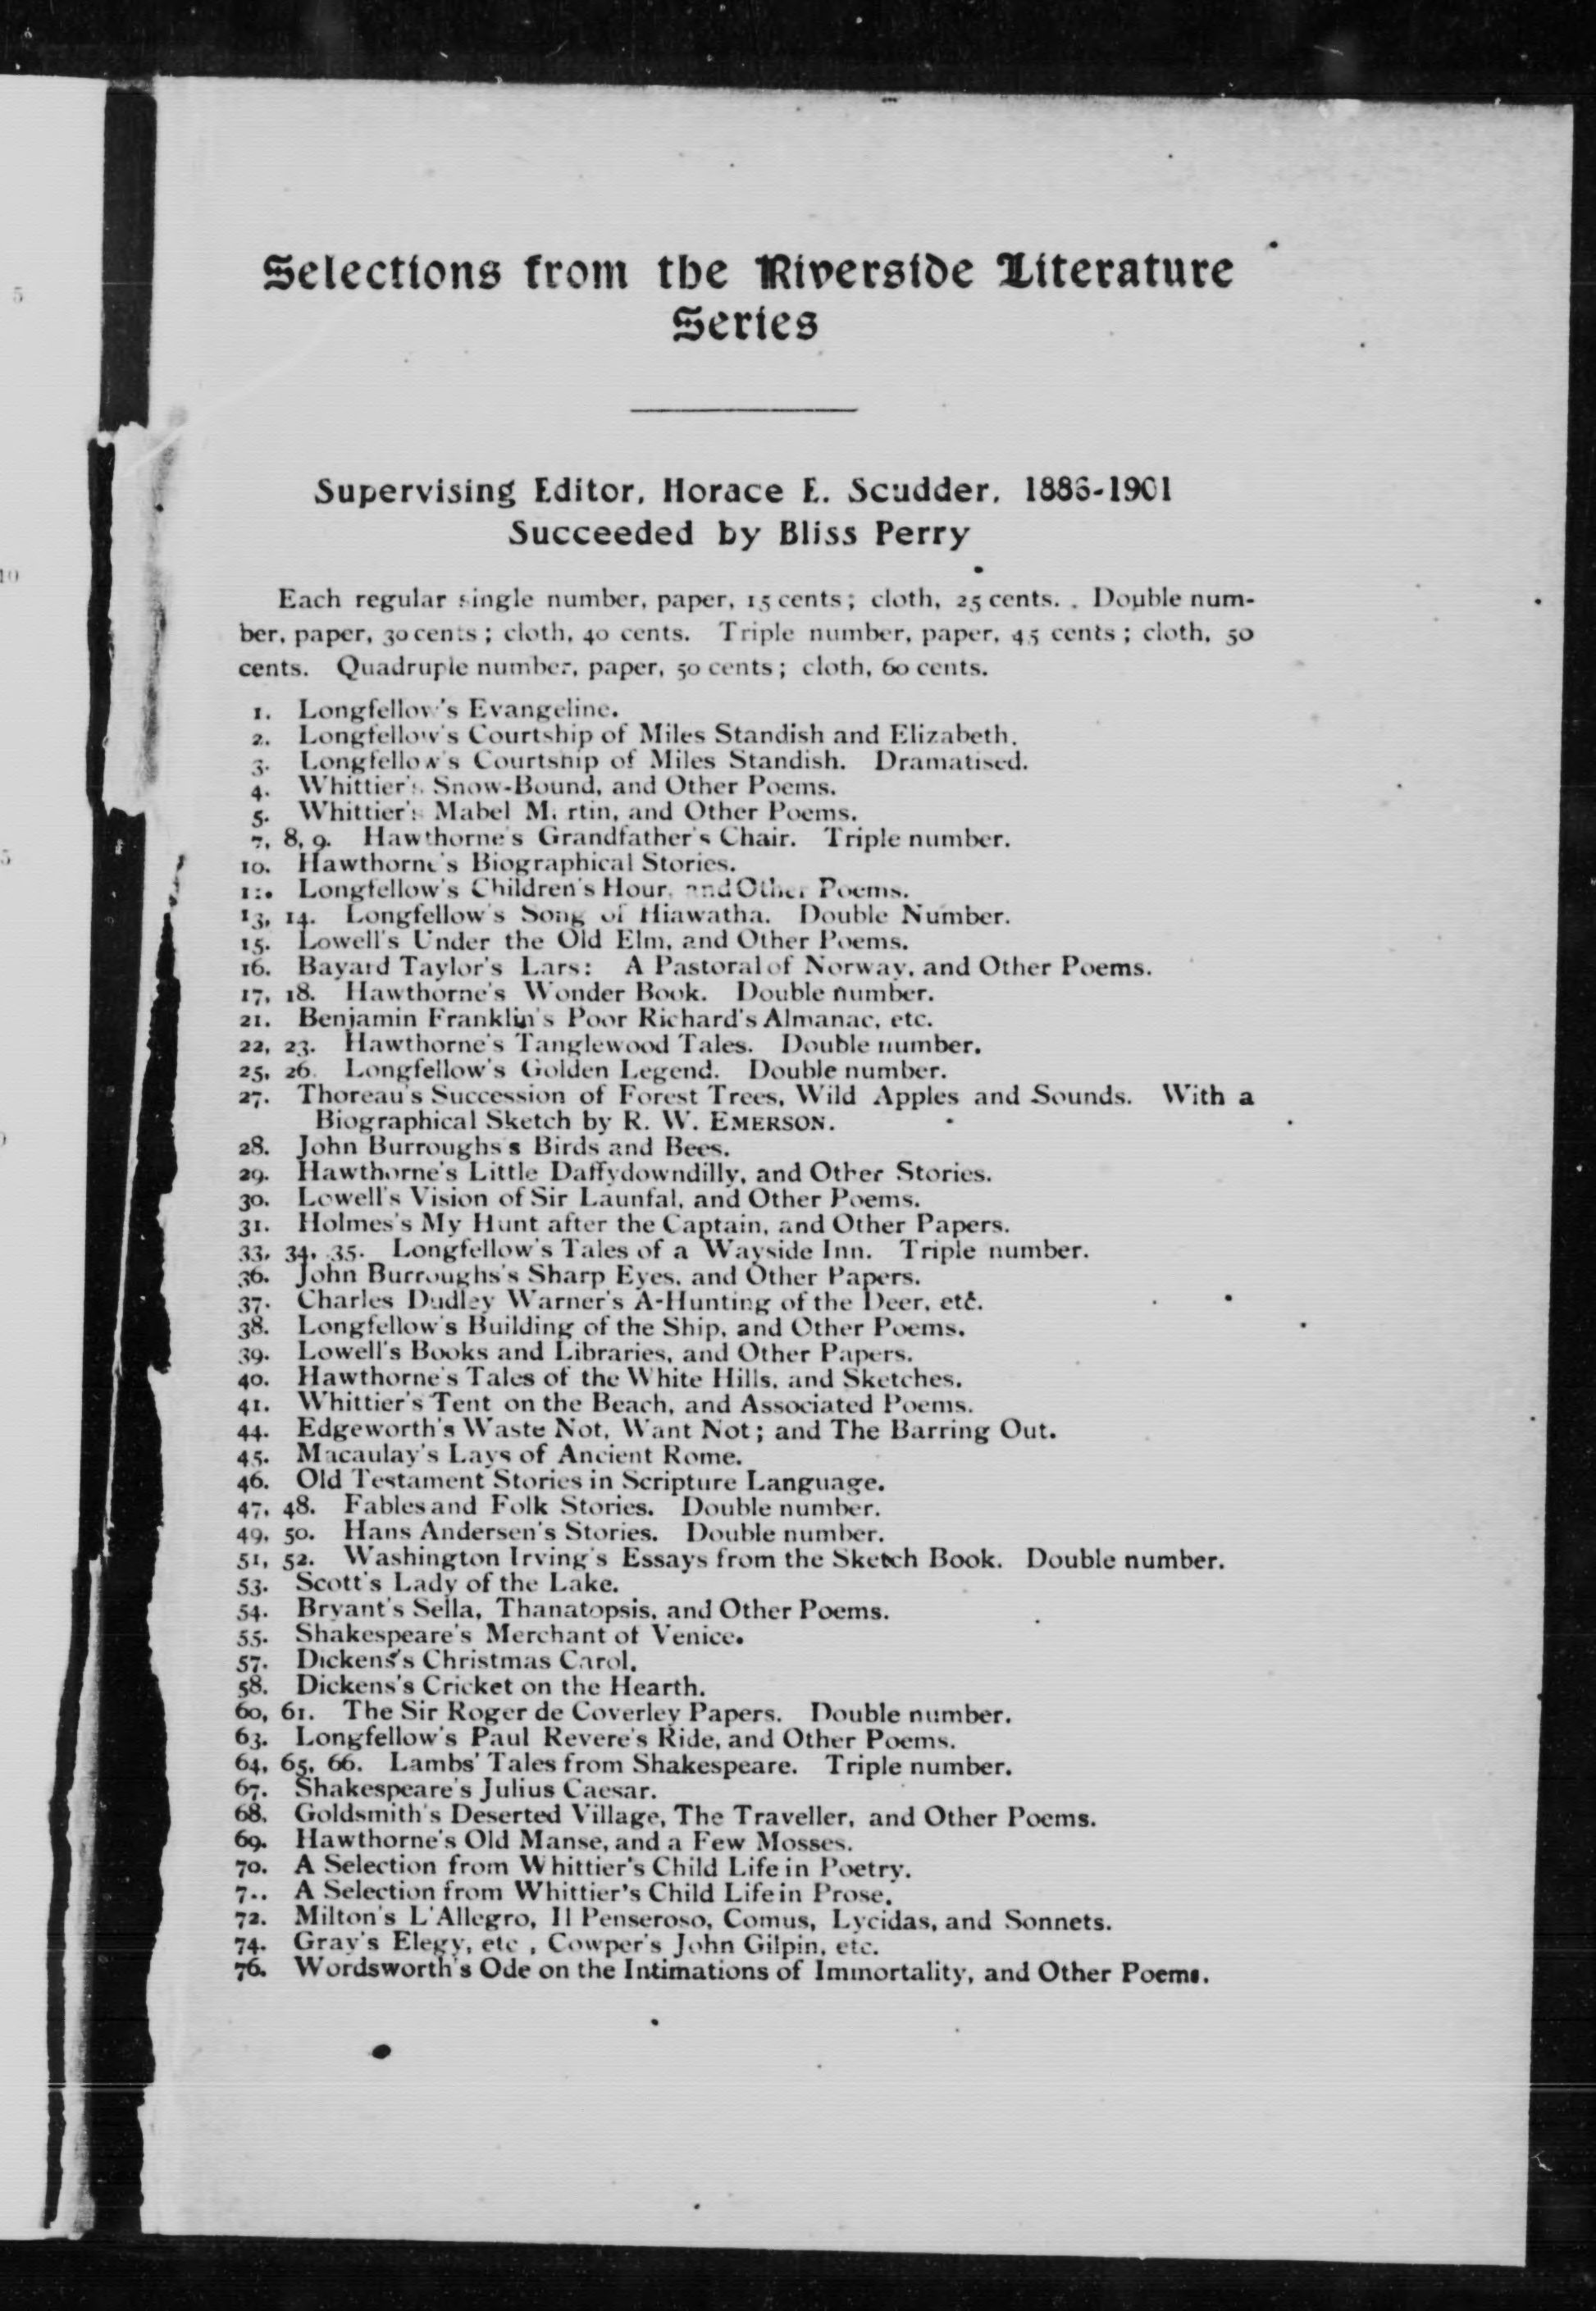 Selections from the Riverside Literature
Series
Supervising Editor, Horace E. Scudder, 1886-1901
Succeeded by Bliss Perry
Each regular single number, paper, 15 cents; cloth, 25 cents. Double num-
ber, paper, 30 cents; cloth, 40 cents. Triple number, paper, 45 cents; cloth, 50
cents. Quadruple number, paper, 50 cents; cloth, 60 cents.
1. Longfellow's Evangeline.
2. Longfellow's Courtship of Miles Standish and Elizabeth.
3. Longfellow's Courtship of Miles Standish. Dramatised.
4. Whittier's Snow-Bound, and Other Poems.
5. Whittier's Mabel Martin, and Other Poems.
7, 8, 9. Hawthorne's Grandfather's Chair. Triple number.
10. Hawthorne's Biographical Stories.
Longfellow's Children's Hour, and Other Poems.
13, 14. Longfellow's Song of Hiawatha. Double Number.
15. Lowell's Under the Old Elm, and Other Poems.
16. Bayard Taylor's Lars: A Pastoral of Norway, and Other Poems.
17, 18. Hawthorne's Wonder Book. Double number.
21. Benjamin Franklin's Poor Richard's Almanac, etc.
22, 23. Hawthorne's Tanglewood Tales. Double number.
25, 26. Longfellow's Golden Legend. Double number.
27. Thoreau's Succession of Forest Trees, Wild Apples and Sounds. With a
Biographical Sketch by R. W. EMERSON.
28. John Burroughs's Birds and Bees.
29. Hawthorne's Little Daffydowndilly, and Other Stories.
30. Lowell's Vision of Sir Launfal, and Other Poems.
31. Holmes's My Hunt after the Captain, and Other Papers.
33, 34, 35. Longfellow's Tales of a Wayside Inn. Triple number.
36. John Burroughs's Sharp Eyes, and Other Papers.
37. Charles Dudley Warner's A-Hunting of the Deer, etc.
38. Longfellow's Building of the Ship, and Other Poems.
39. Lowell's Books and Libraries, and Other Papers.
40. Hawthorne's Tales of the White Hills, and Sketches.
41. Whittier's Tent on the Beach, and Associated Poems.
44. Edgeworth's Waste Not, Want Not; and The Barring Out.
45. Macaulay's Lays of Ancient Rome.
46. Old Testament Stories in Scripture Language.
47, 48. Fables and Folk Stories. Double number.
49, 50. Hans Andersen's Stories. Double number.
51, 52. Washington Irving's Essays from the Sketch Book. Double number.
53. Scott's Lady of the Lake.
54. Bryant's Sella, Thanatopsis, and Other Poems.
55. Shakespeare's Merchant of Venice.
57. Dickens's Christmas Carol.
58. Dickens's Cricket on the Hearth.
60, 61. The Sir Roger de Coverley Papers. Double number.
63. Longfellow's Paul Revere's Ride, and Other Poems.
64, 65, 66. Lambs' Tales from Shakespeare. Triple number.
67. Shakespeare's Julius Caesar.
68. Goldsmith's Deserted Village, The Traveller, and Other Poems.
69. Hawthorne's Old Manse, and a Few Mosses.
70. A Selection from Whittier's Child Life in Poetry.
A Selection from Whittier's Child Life in Prose.
72. Milton's L'Allegro, Il Penseroso, Comus, Lycidas, and Sonnets.
74. Gray's Elegy, etc , Cowper's John Gilpin, etc.
76. Wordsworth's Ode on the Intimations of Immortality, and Other Poems.